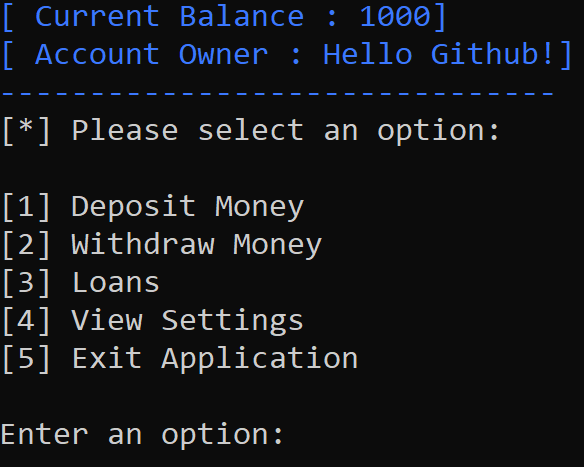 [ Current Balance : 1000]
[ Account Owner : Hello Github!]
-------------------------------
[*] Please select an option:
[1] Deposit Money
[2] Withdraw Money
[3] Loans
[4] View Settings
[5] Exit Application
Enter an option: